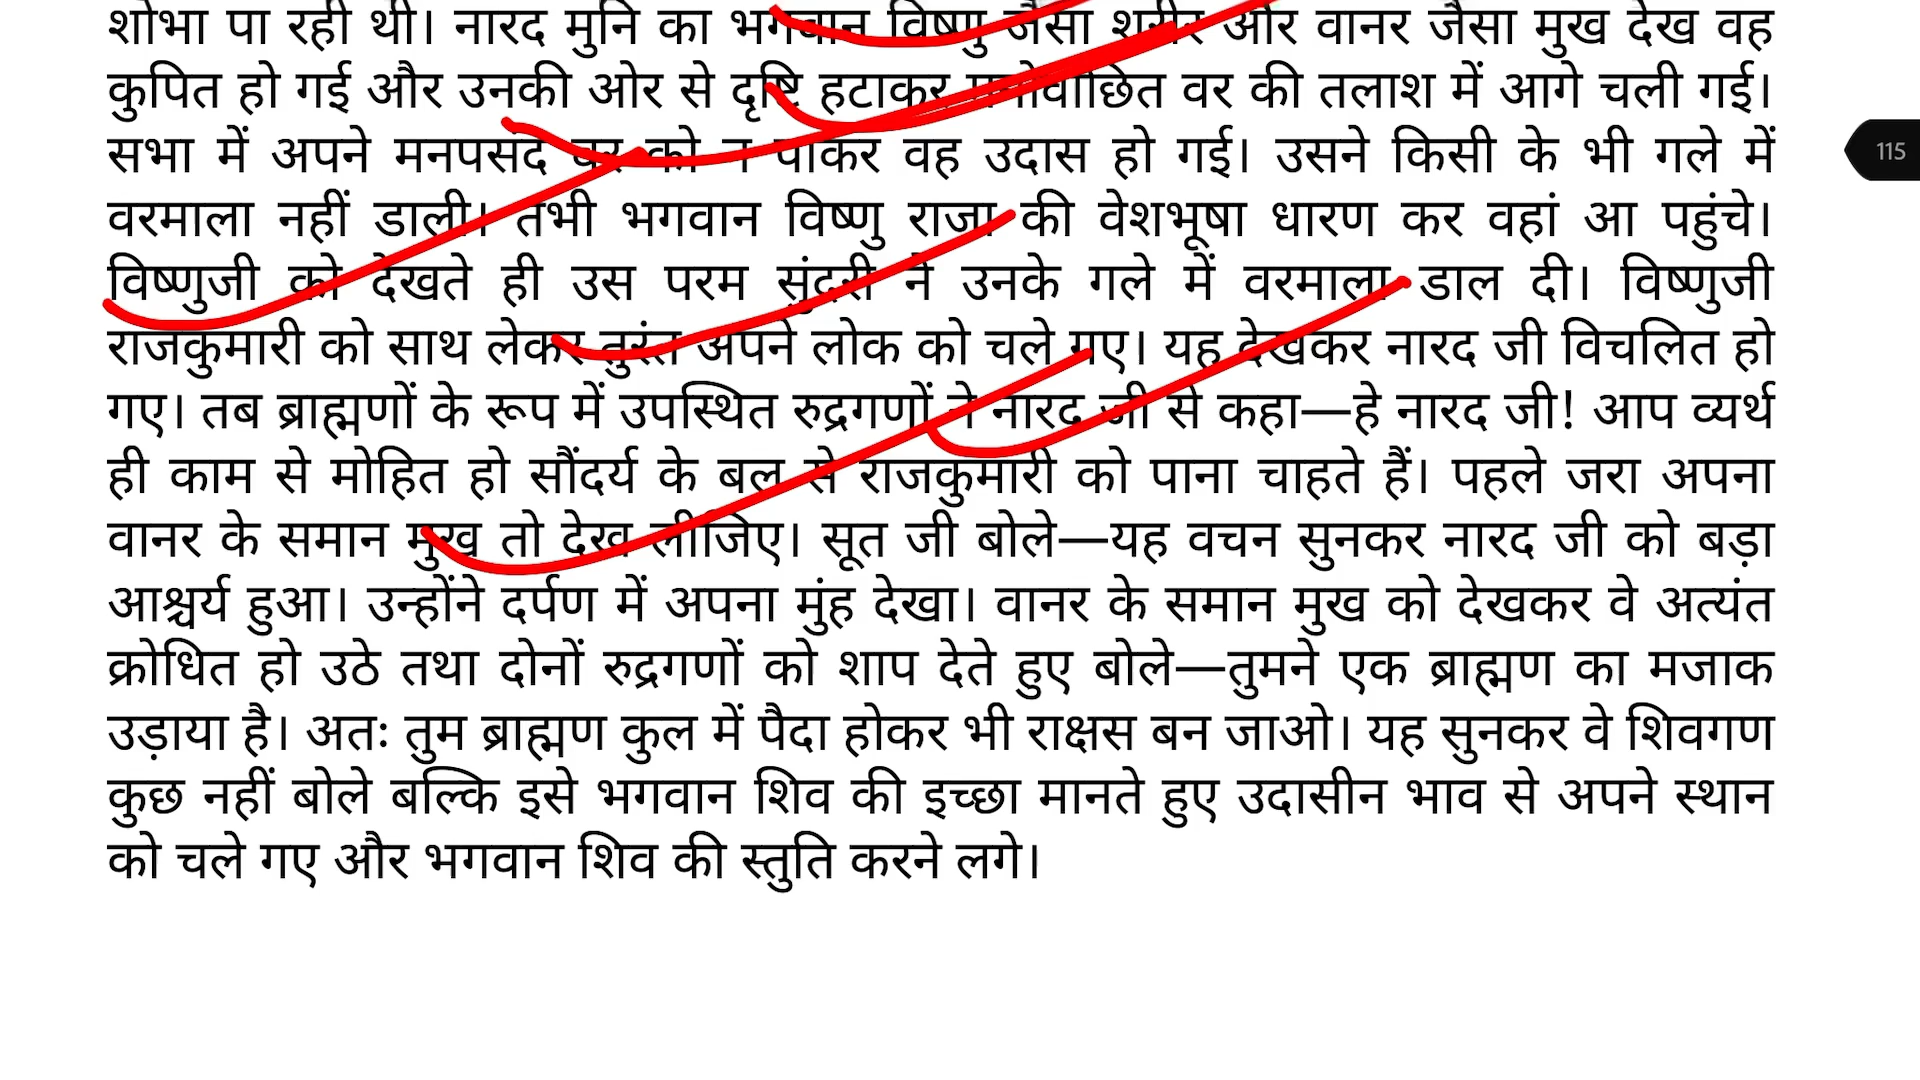 शोभा पा रही थी। नारद मुनि का भगवान विष्णु जैसा शरीर और वानर जैसा मुख देख वह
कुपित हो गई और उनकी ओर से दृष्टि हटाकर मनोवांछित वर की तलाश में आगे चली गई।
सभा में अपने मनपसंद वर को न पाकर वह उदास हो गई। उसने किसी के भी गले में
वरमाला नहीं डाली। तभी भगवान विष्णु राजा की वेशभूषा धारण कर वहां आ पहुंचे।
विष्णुजी को देखते ही उस परम सुंदरी ने उनके गले में वरमाला डाल दी। विष्णुजी
राजकुमारी को साथ लेकर तुरंत अपने लोक को चले गए। यह देखकर नारद जी विचलित हो
गए। तब ब्राह्मणों के रूप में उपस्थित रुद्रगणों ने नारद जी से कहा—हे नारद जी! आप व्यर्थ
ही काम से मोहित हो सौंदर्य के बल से राजकुमारी को पाना चाहते हैं। पहले जरा अपना
वानर के समान मुख तो देख लीजिए। सूत जी बोले—यह वचन सुनकर नारद जी को बड़ा
आश्चर्य हुआ। उन्होंने दर्पण में अपना मुंह देखा। वानर के समान मुख को देखकर वे अत्यंत
क्रोधित हो उठे तथा दोनों रुद्रगणों को शाप देते हुए बोले—तुमने एक ब्राह्मण का मजाक
उड़ाया है। अतः तुम ब्राह्मण कुल में पैदा होकर भी राक्षस बन जाओ। यह सुनकर वे शिवगण
कुछ नहीं बोले बल्कि इसे भगवान शिव की इच्छा मानते हुए उदासीन भाव से अपने स्थान
को चले गए और भगवान शिव की स्तुति करने लगे।
115